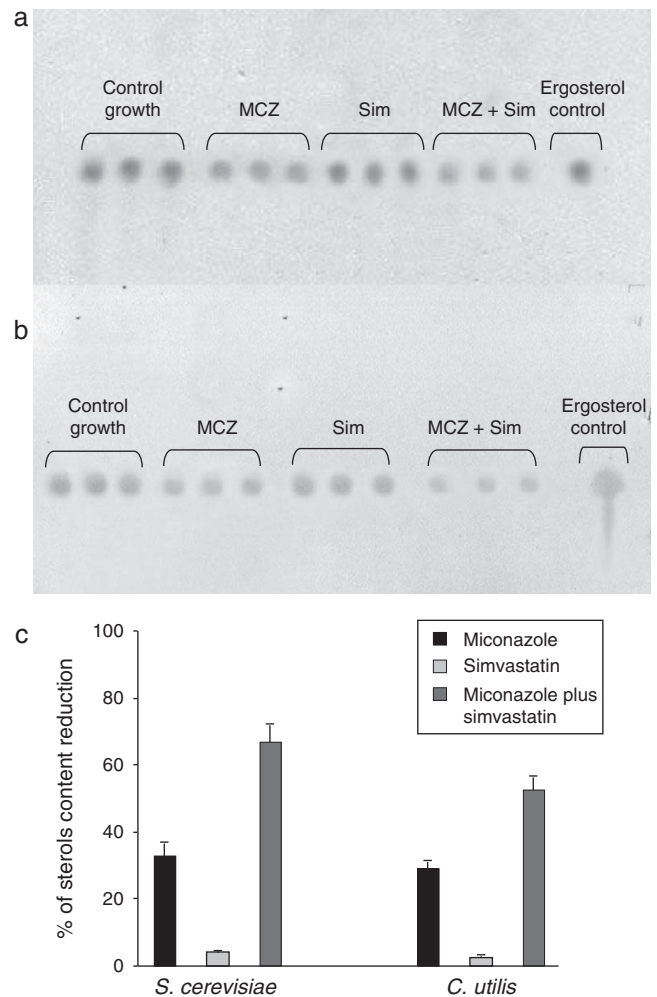 a
Control
growth
MCZ
Sim
MCZ + Sim
Ergosterol
control
b
Control
growth
MCZ
Sim
MCZ + Sim
Ergosterol
control
c
% of sterols content reduction
100
80
60
40
20
0
Miconazole
Simvastatin
Miconazole plus
simvastatin
S. cerevisiae
C. utilis